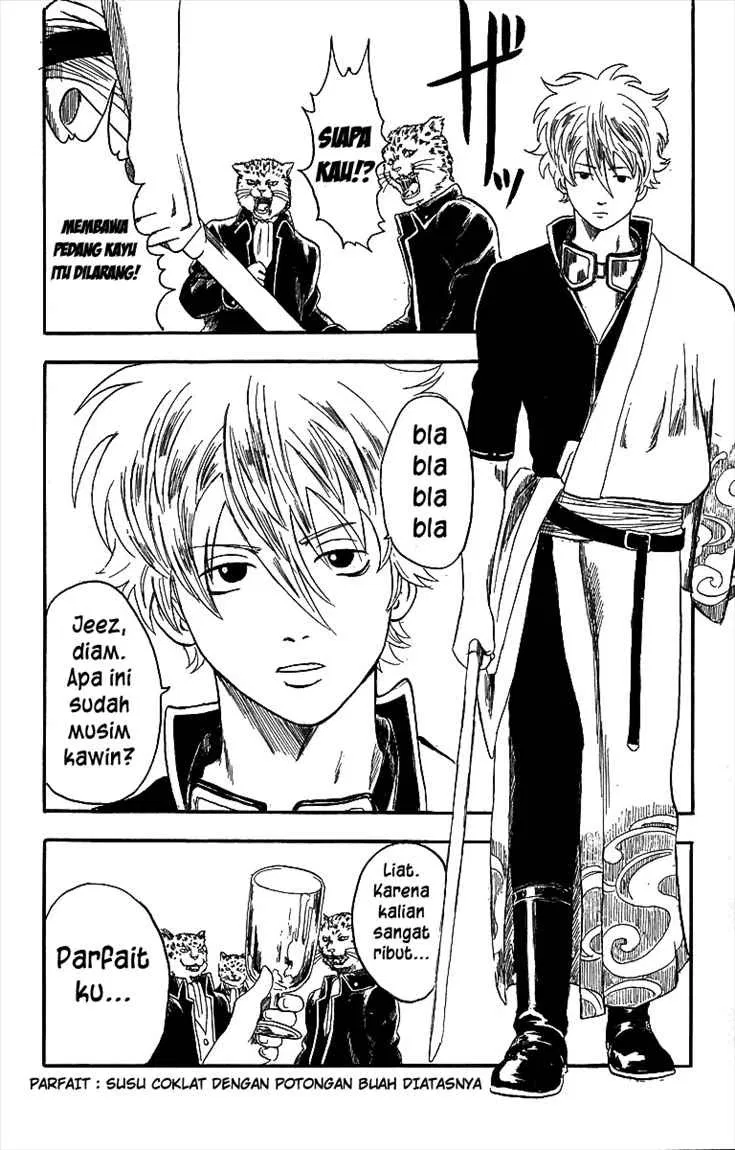 ザッ
SIAPA
KAU!?
MEMBAWA
PEDANG KAYU
ITU DILARANG!
bla
bla
bla
bla
Jeez,
diam.
Apa ini
sudah
musim
kawin?
Liat.
Karena
kalian
sangat
ribut...
Parfait
ku...
PARFAIT : SUSU COKLAT DENGAN POTONGAN BUAH DIATASNYA